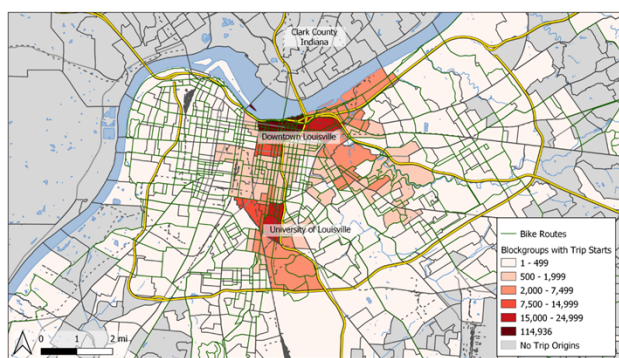 Clark County
Indiana
Downtown Louisville
University of Louisville
Bike Routes
Blockgroups with Trip Starts
1 - 499
500 - 1,999
2,000 - 7,499
7,500 - 14,999
15,000 - 24,999
114,936
No Trip Origins
0 1 2 mi